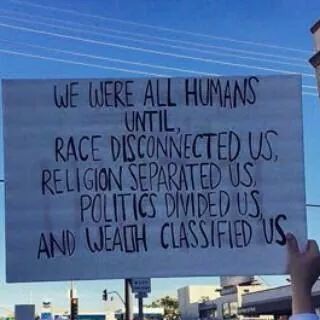 WE WERE ALL HUMANS
UNTIL,
RACE DISCONNECTED US,
RELIGION SEPARATED US,
POLITICS DIVIDED US,
AND WEALTH CLASSIFIED US.